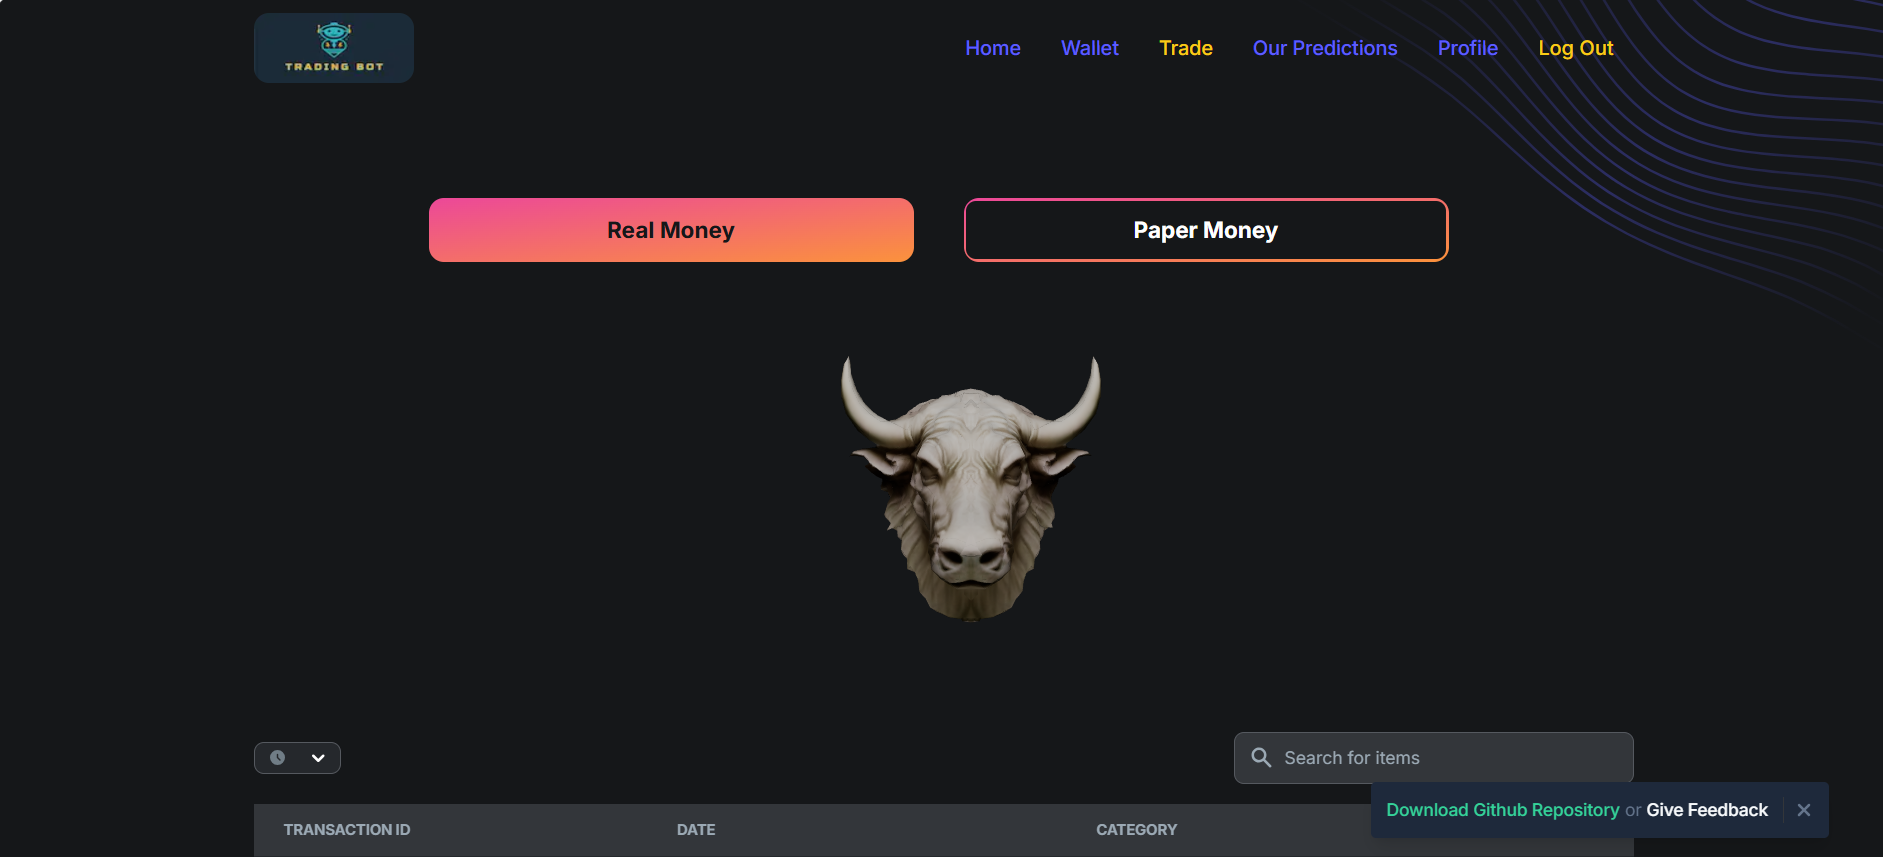 TRADING BOT
Home Wallet Trade Our Predictions Profile Log Out
Real Money Paper Money
Search for items
Download Github Repository or Give Feedback
TRANSACTION ID DATE CATEGORY